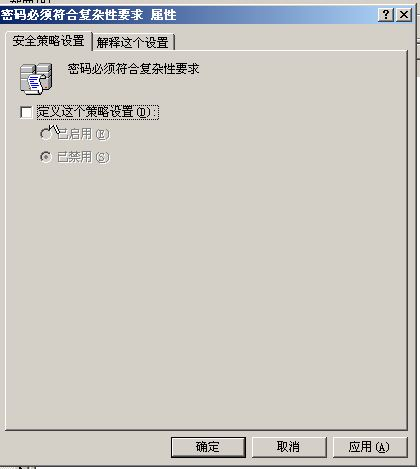 密码必须符合复杂性要求 属性
安全策略设置 解释这个设置
密码必须符合复杂性要求
定义这个策略设置(D):
已启用(E)
已禁用(S)
确定 取消 应用(A)